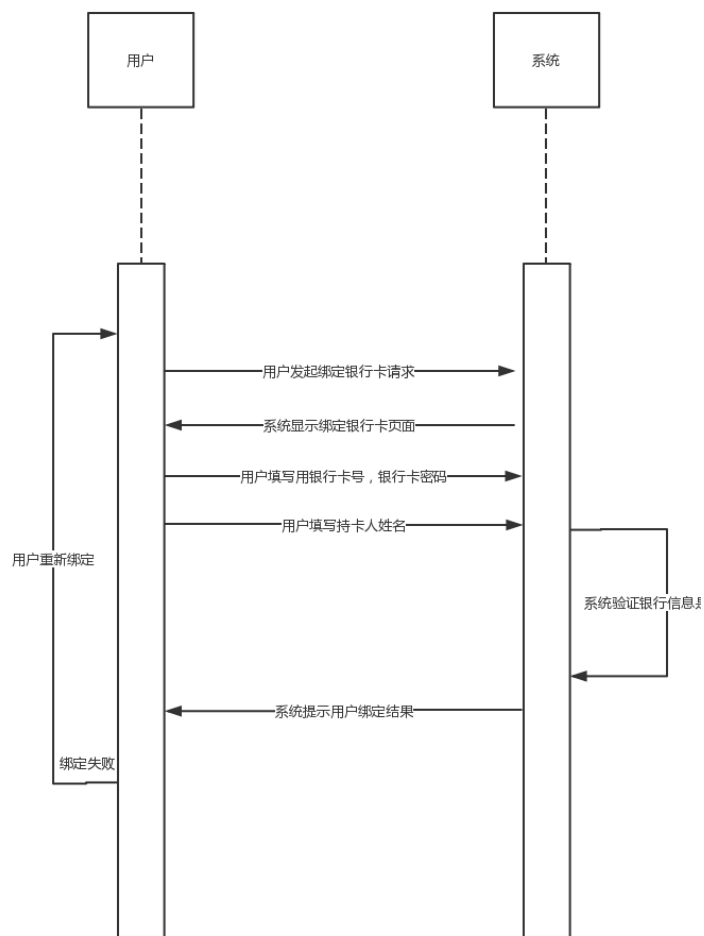 用户
系统
用户发起绑定银行卡请求
系统显示绑定银行卡页面
用户填写用银行卡号，银行卡密码
用户填写持卡人姓名
用户重新绑定
系统验证银行信息
系统提示用户绑定结果
绑定失败